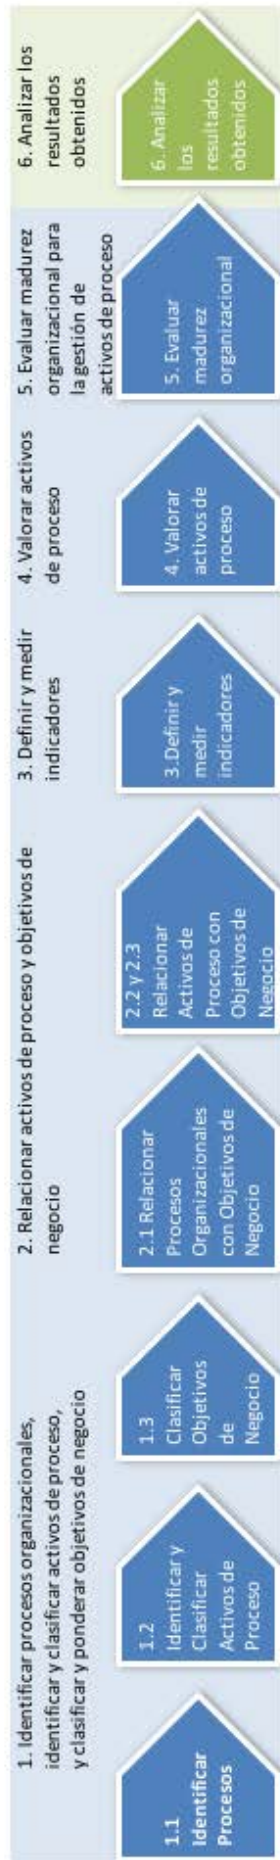 1. Identificar procesos organizacionales,
identificar y clasificar activos de proceso,
y clasificar y ponderar objetivos de negocio
2. Relacionar activos de proceso y objetivos de
negocio
3. Definir y medir
indicadores
4. Valorar activos
de proceso
5. Evaluar madurez
organizacional para
la gestión de
activos de proceso
6. Analizar los
resultados
obtenidos
1.1
Identificar
Procesos
1.2
Identificar y
Clasificar
Activos de
Proceso
1.3
Clasificar
Objetivos
de
Negocio
2.1 Relacionar
Procesos
Organizacionales
con Objetivos de
Negocio
2.2 y 2.3
Relacionar
Activos de
Proceso con
Objetivos de
Negocio
3.Definir y
medir
indicadores
4. Valorar
activos de
proceso
5. Evaluar
madurez
organizacional
6. Analizar
los
resultados
obtenidos